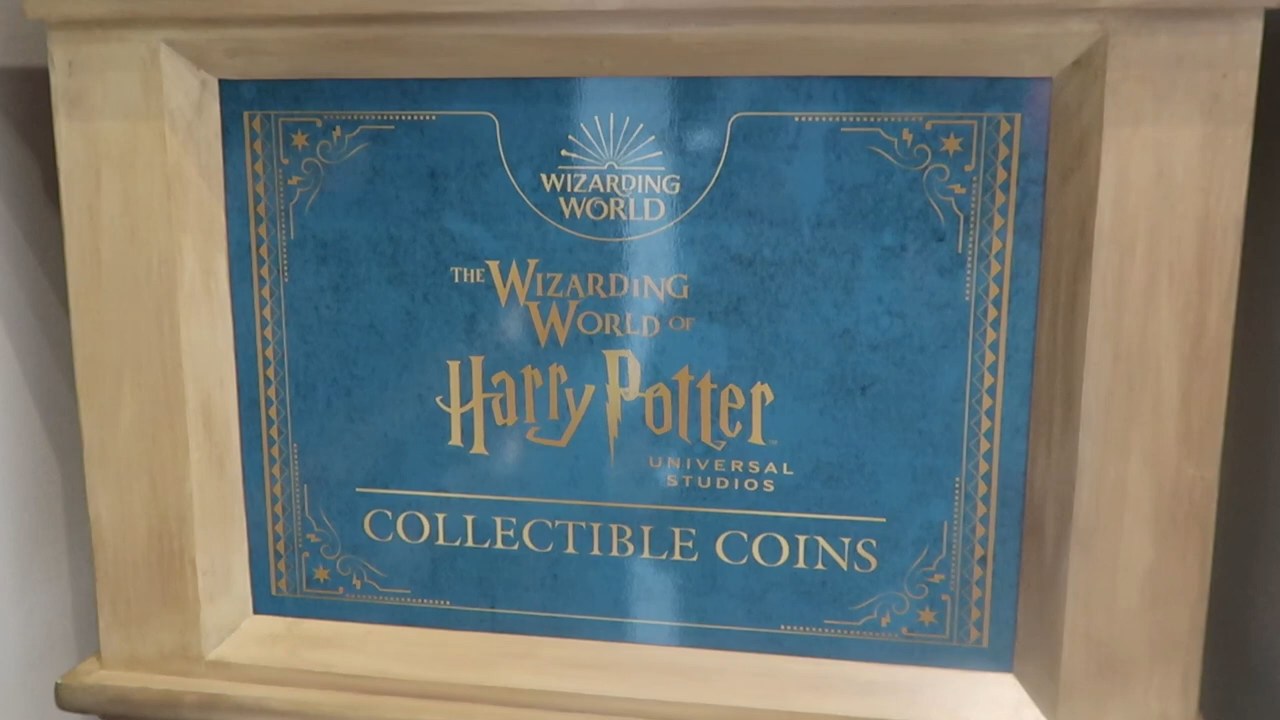 WIZARDING
WORLD
THE WIZARDING
WORLD OF
Harry Potter
UNIVERSAL
STUDIOS
COLLECTIBLE COINS